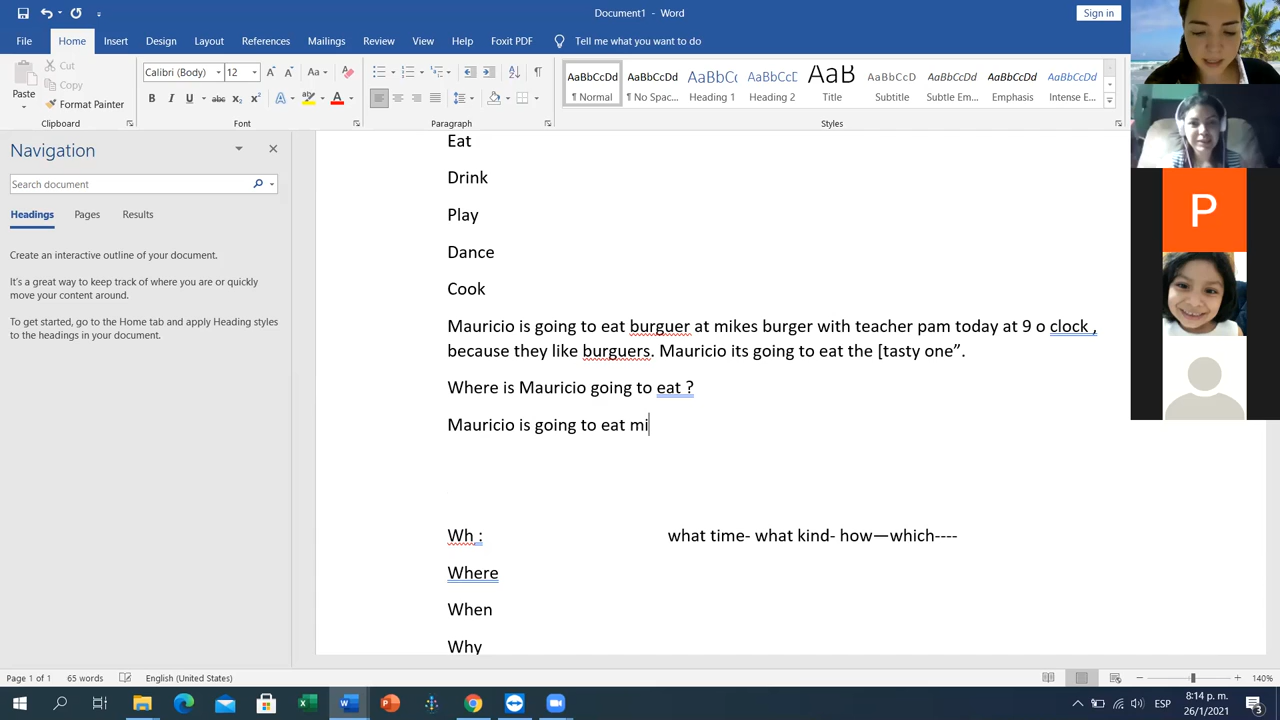 Document1 - Word
Sign in
File Home Insert Design Layout References Mailings Review View Help Foxit PDF Tell me what you want to do
Paste
Cut
Copy
Format Painter
Calibri (Body) 12
Clipboard Font Paragraph Styles
AaBbCcDd AaBbCcDd AaBbCc AaBbCcD AaB AaBbCcD AaBbCcDd AaBbCcDd AaBbCcDd
¶ Normal ¶ No Spac... Heading 1 Heading 2 Title Subtitle Subtle Em... Emphasis Intense E...
Navigation
Search document
Headings Pages Results
Create an interactive outline of your document.
It's a great way to keep track of where you are or quickly
move your content around.
To get started, go to the Home tab and apply Heading styles
to the headings in your document.
Eat
Drink
Play
Dance
Cook
Mauricio is going to eat burguer at mikes burger with teacher pam today at 9 o clock ,
because they like burguers. Mauricio its going to eat the [tasty one”.
Where is Mauricio going to eat ?
Mauricio is going to eat mi
Wh : what time- what kind- how—which----
Where
When
Why
P
Page 1 of 1 65 words English (United States) 140%
ESP
8:14 p. m.
26/1/2021
3